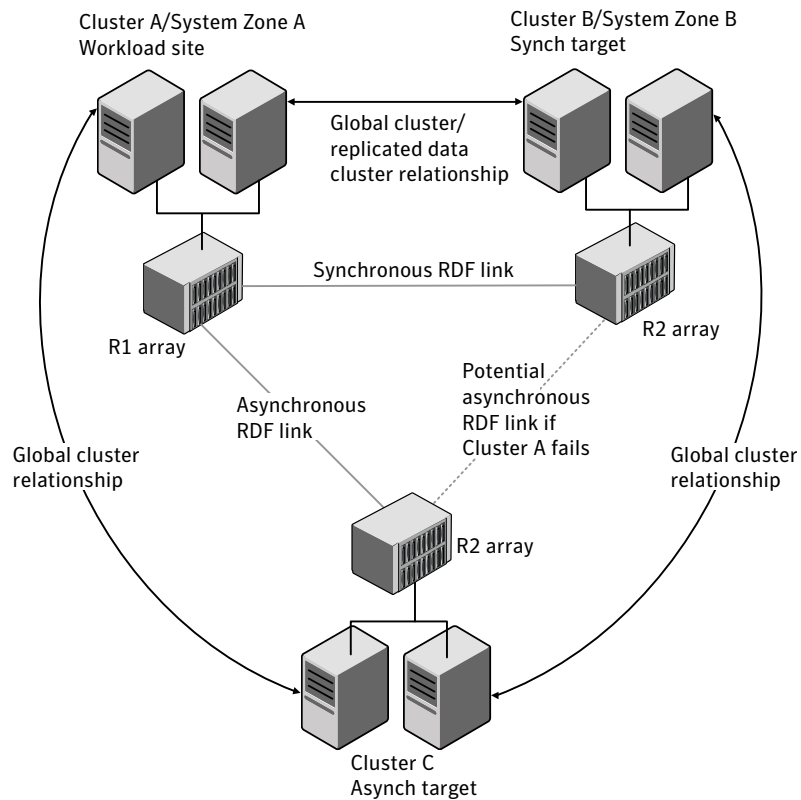 Cluster A/System Zone A
Workload site
Cluster B/System Zone B
Synch target
Global cluster/
replicated data
cluster relationship
Synchronous RDF link
R1 array
R2 array
Potential
asynchronous
RDF link if
Cluster A fails
Asynchronous
RDF link
Global cluster
relationship
Global cluster
relationship
R2 array
Cluster C
Asynch target